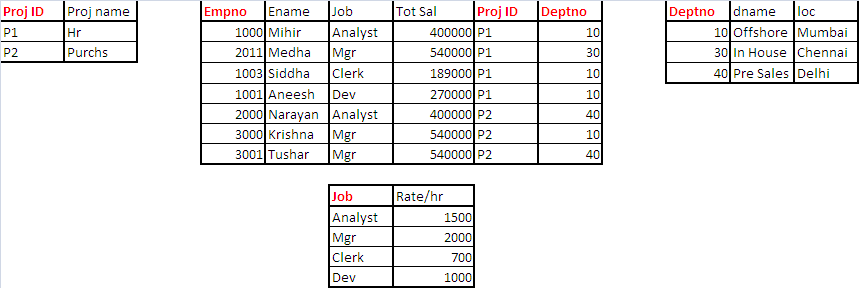 Proj ID Proj name
P1 Hr
P2 Purchs
Empno Ename Job Tot Sal Proj ID Deptno
1000 Mihir Analyst 400000 P1 10
2011 Medha Mgr 540000 P1 30
1003 Siddha Clerk 189000 P1 10
1001 Aneesh Dev 270000 P1 10
2000 Narayan Analyst 400000 P2 40
3000 Krishna Mgr 540000 P2 10
3001 Tushar Mgr 540000 P2 40
Deptno dname loc
10 Offshore Mumbai
30 In House Chennai
40 Pre Sales Delhi
Job Rate/hr
Analyst 1500
Mgr 2000
Clerk 700
Dev 1000